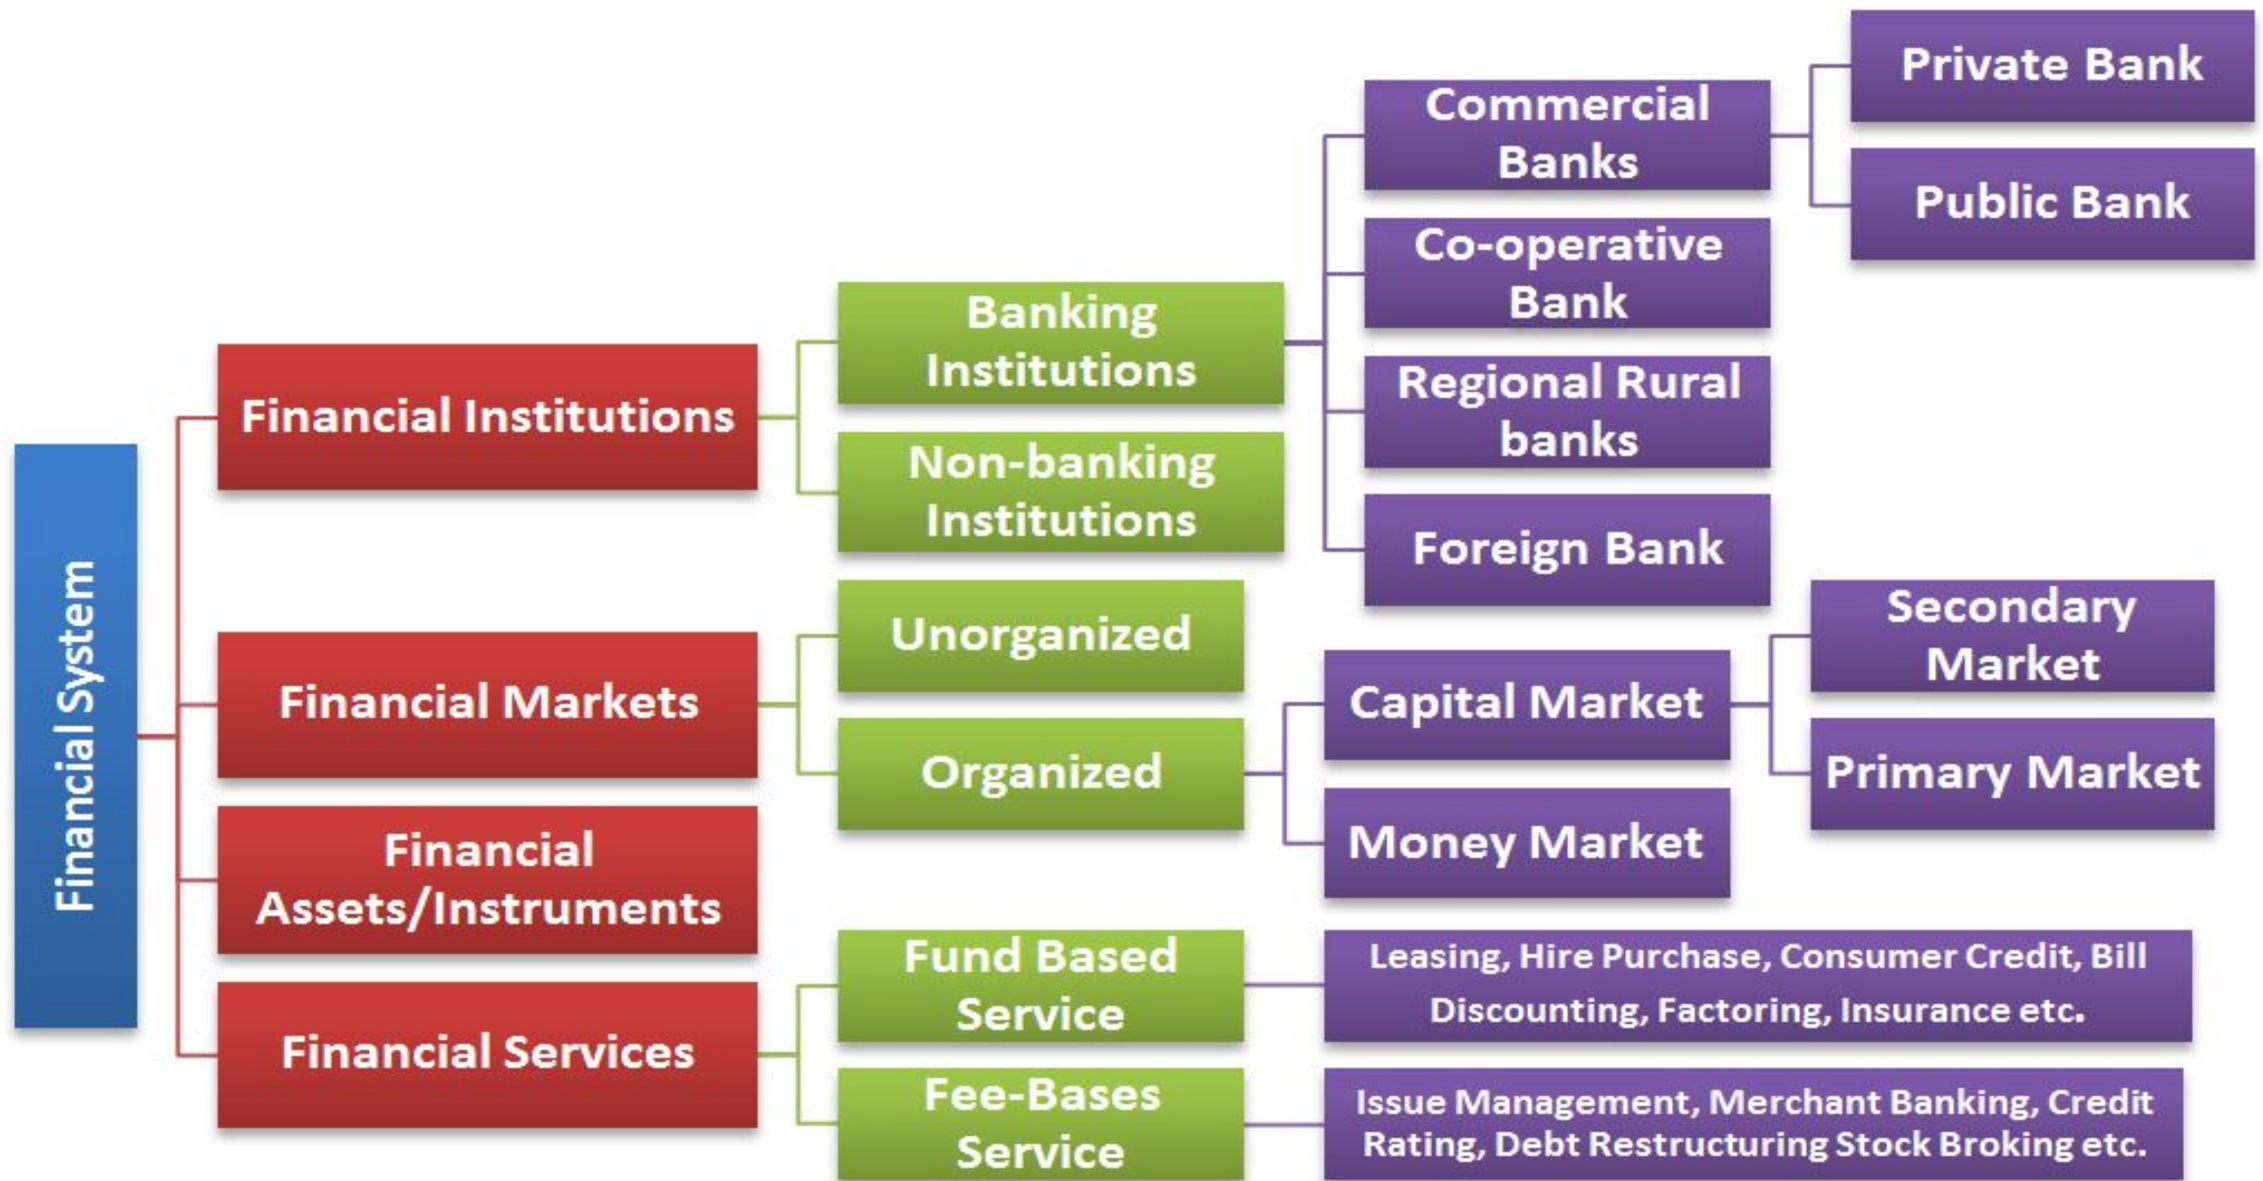 Financial System
Financial Institutions
Banking
Institutions
Commercial
Banks
Private Bank
Public Bank
Co-operative
Bank
Regional Rural
banks
Foreign Bank
Non-banking
Institutions
Financial Markets
Unorganized
Organized
Capital Market
Secondary
Market
Primary Market
Money Market
Financial
Assets/Instruments
Financial Services
Fund Based
Service
Leasing, Hire Purchase, Consumer Credit, Bill
Discounting, Factoring, Insurance etc.
Fee-Bases
Service
Issue Management, Merchant Banking, Credit
Rating, Debt Restructuring Stock Broking etc.